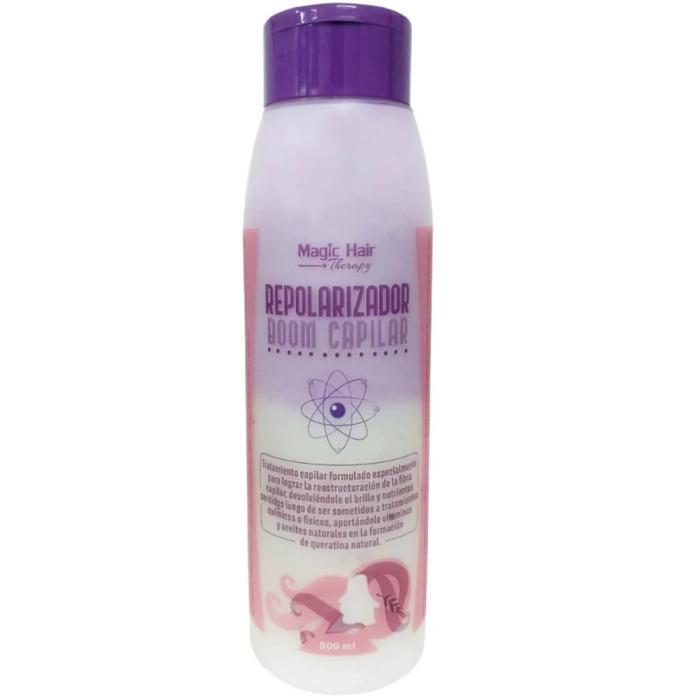 Magic Hair
Therapy
REPOLARIZADOR
BOOM CAPILAR
Tratamiento capilar formulado especialmente
para lograr la reostructuración de la fibra
capilar, devolviéndole el brillo y nutrientes
perdidos luego de ser sometidos a tratamientos
químicos o físicos, aportándole vitaminas
y aceites naturales en la formación
de queratina natural.
500 ml